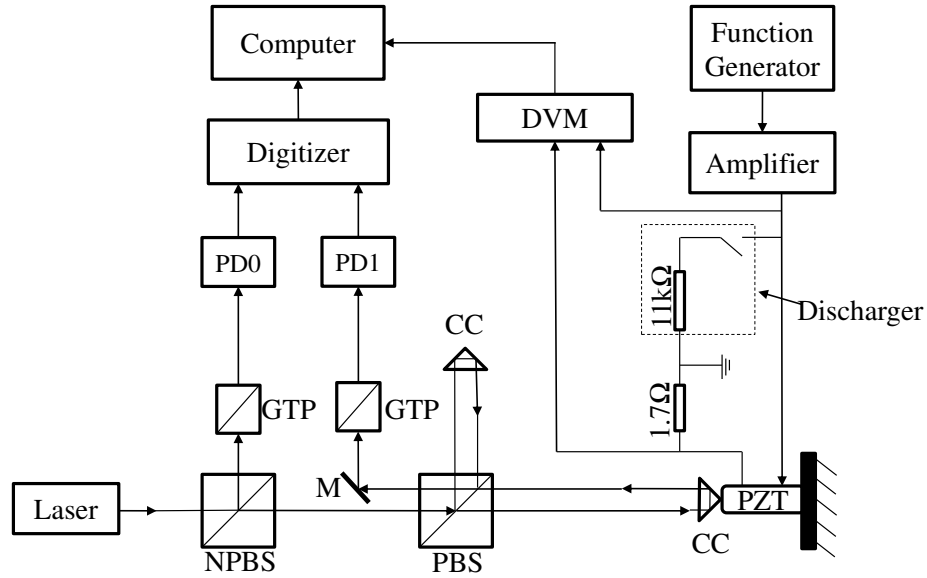 Computer
Function
Generator
DVM
Digitizer
Amplifier
PD0
PD1
11kΩ
Discharger
CC
GTP
GTP
1.7Ω
M
PZT
Laser
NPBS
PBS
CC